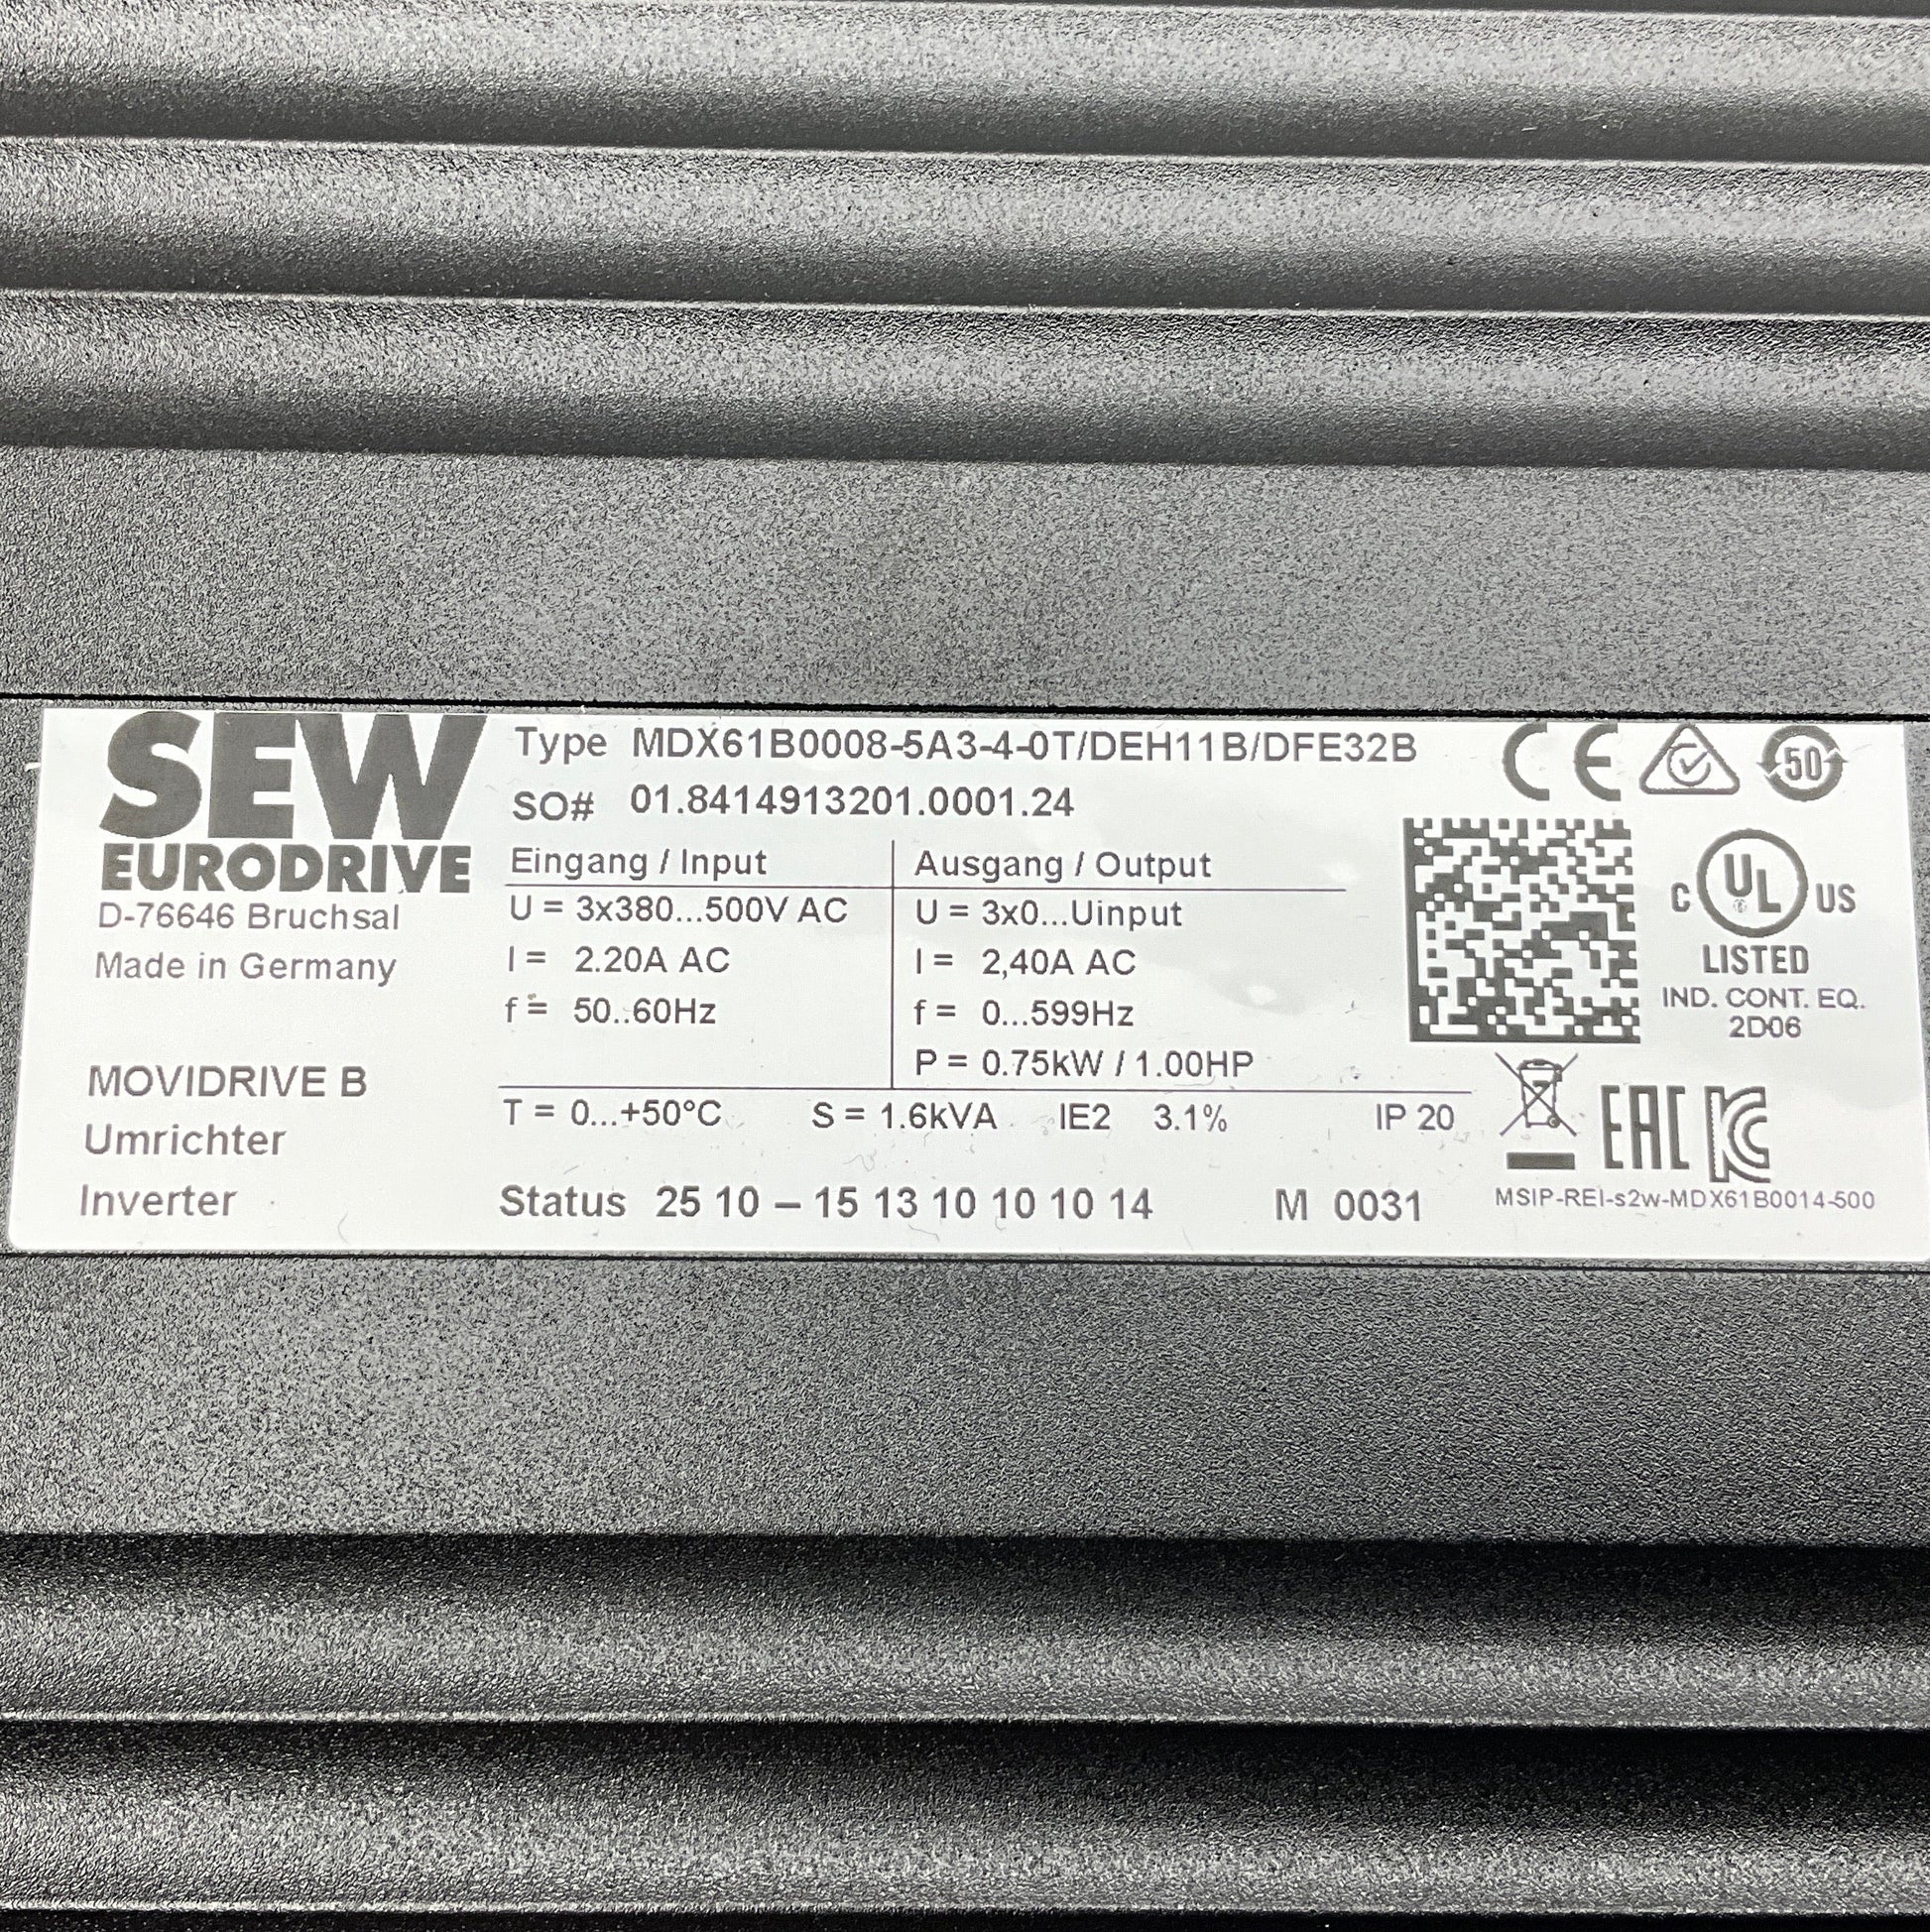 SEW
EURODRIVE
D-76646 Bruchsal
Made in Germany
MOVIDRIVE B
Umrichter
Inverter
Type MDX61B0008-5A3-4-0T/DEH11B/DFE32B
SO# 01.8414913201.0001.24
Eingang / Input
U = 3x380...500V AC
I = 2.20A AC
f = 50..60Hz
Ausgang / Output
U = 3x0...Uinput
I = 2,40A AC
f = 0...599Hz
P = 0.75kW / 1.00HP
T = 0...+50°C S = 1.6kVA IE2 3.1% IP 20
Status 25 10 – 15 13 10 10 10 14 M 0031
CE 50
C UL US
LISTED
IND. CONT. EQ.
2D06
EAC KC
MSIP-REI-s2w-MDX61B0014-500